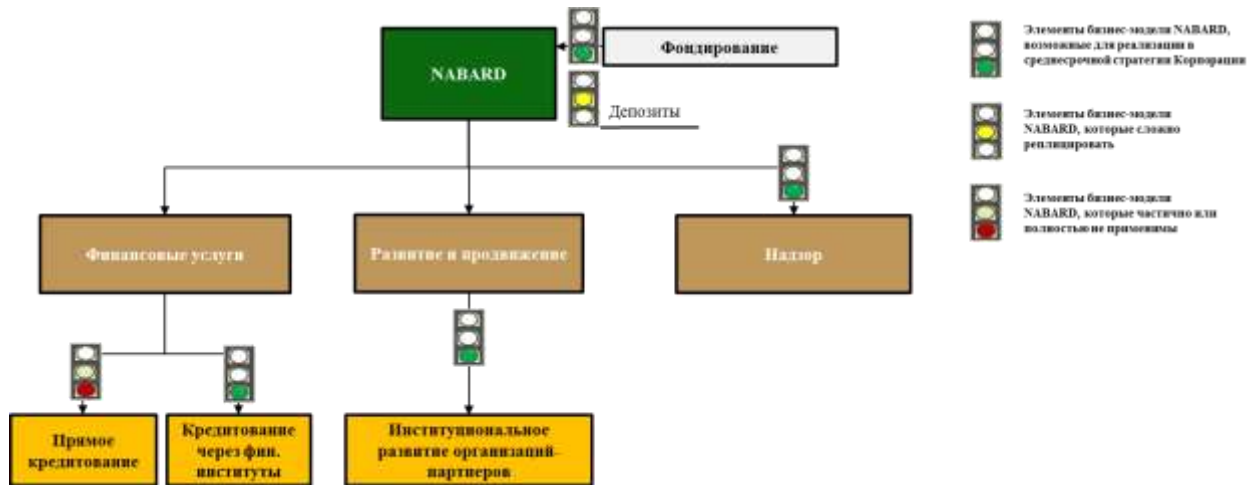 Фондирование
NABARD
Депозиты
Элементы бизнес-модели NABARD,
возможные для реализации в
среднесрочной стратегии Корпорации
Элементы бизнес-модели
NABARD, которые сложно
реплицировать
Элементы бизнес-модели
NABARD, которые частично или
полностью не применимы
Финансовые услуги
Развитие и продвижение
Надзор
Прямое
кредитование
Кредитование
через фин.
институты
Институциональное
развитие организаций-
партнеров